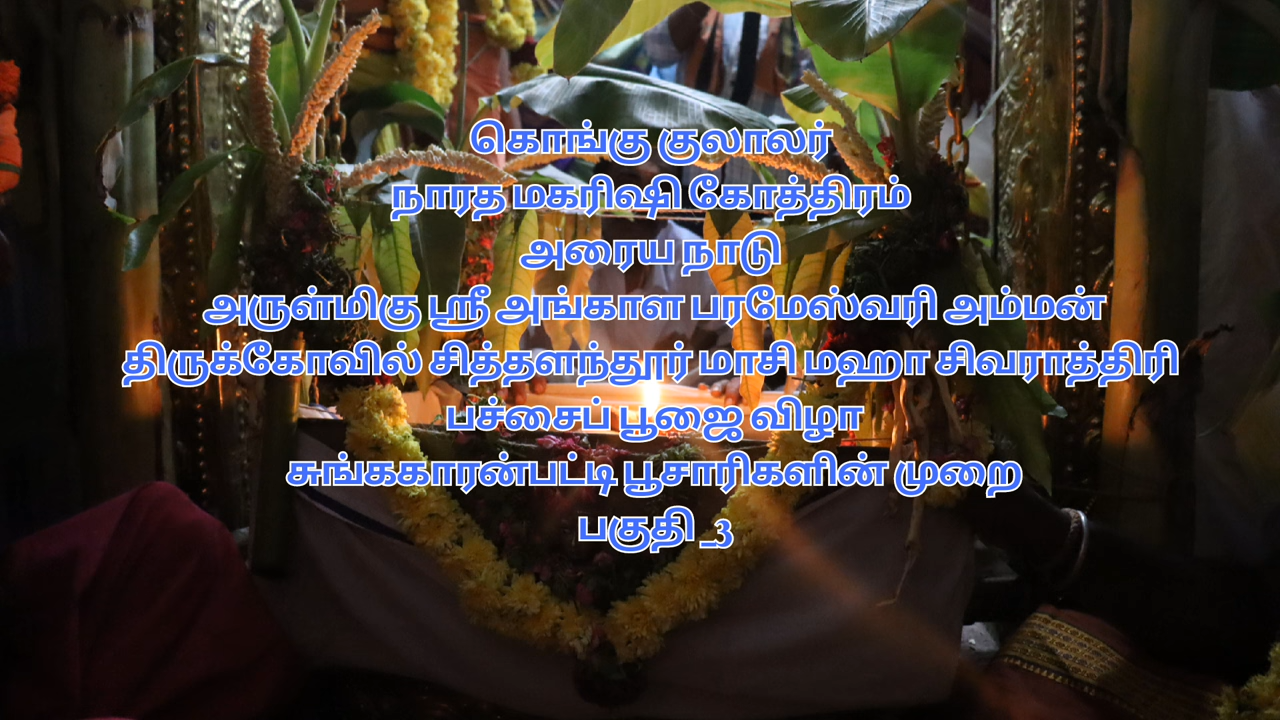 கொங்கு குலாலர்
நாரத மகரிஷி கோத்திரம்
அரைய நாடு
அருள்மிகு ஸ்ரீ அங்காள பரமேஸ்வரி அம்மன்
திருக்கோவில் சித்தளந்தூர் மாசி மஹா சிவராத்திரி
பச்சைப் பூஜை விழா
சுங்ககாரன்பட்டி பூசாரிகளின் முறை
பகுதி _3